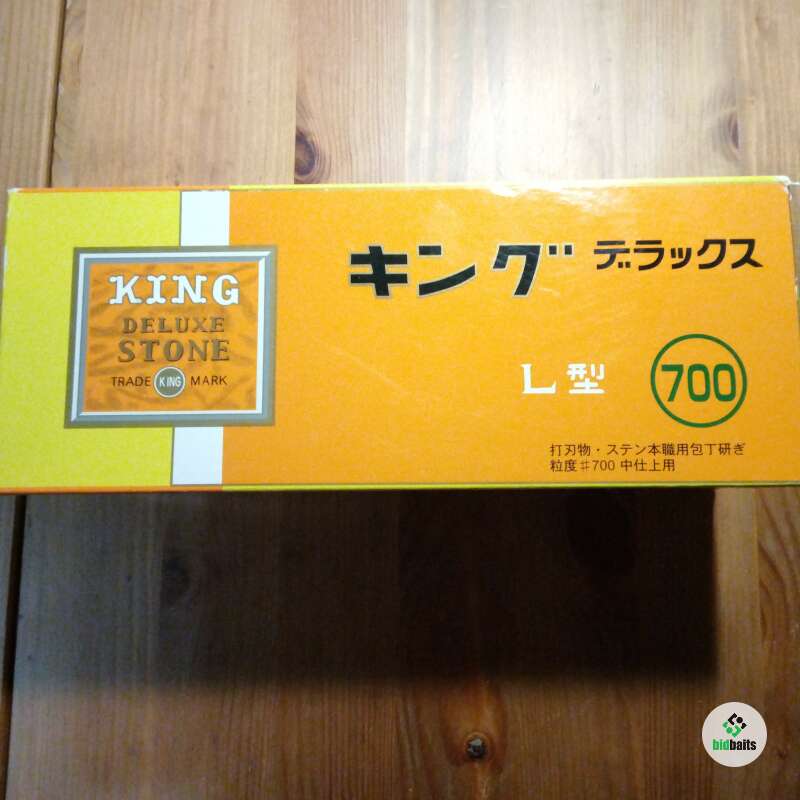 KING
DELUXE
STONE
TRADE KING MARK
キング デラックス
L型 700
打刃物・ステン本職用包丁研ぎ
粒度♯700 中仕上用
bidbaits